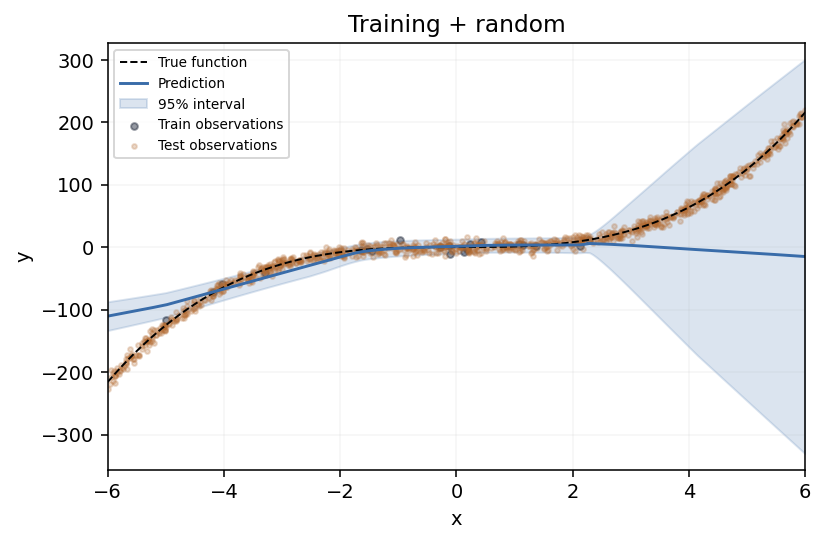 Training + random
True function
Prediction
95% interval
Train observations
Test observations
300
200
100
0
−100
−200
−300
y
−6
−4
−2
0
2
4
6
x